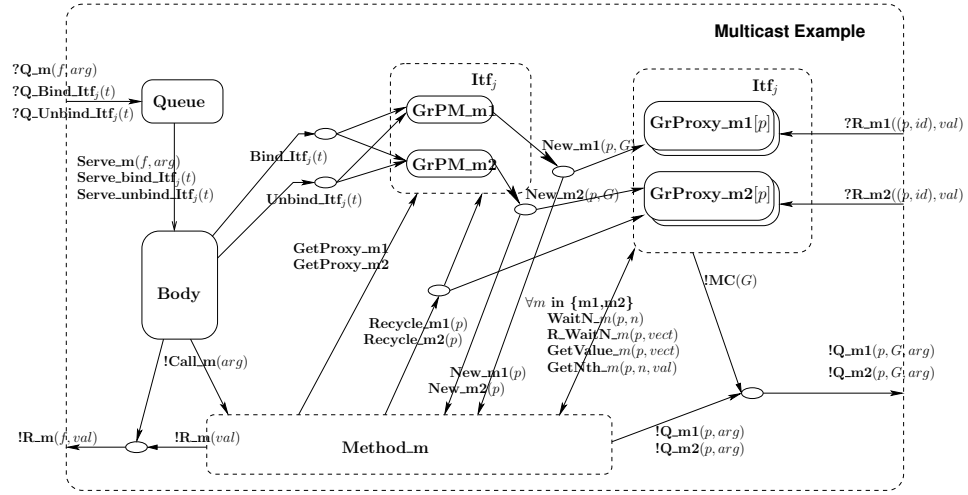 Multicast Example
?Q_m(f,arg)
?Q_Bind_Itf_j(t)
?Q_Unbind_Itf_j(t)
Queue
Serve_m(f,arg)
Serve_bind_Itf_j(t)
Serve_unbind_Itf_j(t)
Body
Bind_Itf_j(t)
Unbind_Itf_j(t)
Itf_j
GrPM_m1
GrPM_m2
New_m1(p,G)
New_m2(p,G)
Itf_j
GrProxy_m1[p]
GrProxy_m2[p]
?R_m1((p,id),val)
?R_m2((p,id),val)
GetProxy_m1
GetProxy_m2
Recycle_m1(p)
Recycle_m2(p)
New_m1(p)
New_m2(p)
∀m in {m1,m2}
WaitN_m(p,n)
R_WaitN_m(p,vect)
GetValue_m(p,vect)
GetNth_m(p,n,val)
!MC(G)
!Q_m1(p,G,arg)
!Q_m2(p,G,arg)
!Call_m(arg)
!R_m(f,val)
!R_m(val)
Method_m
!Q_m1(p,arg)
!Q_m2(p,arg)